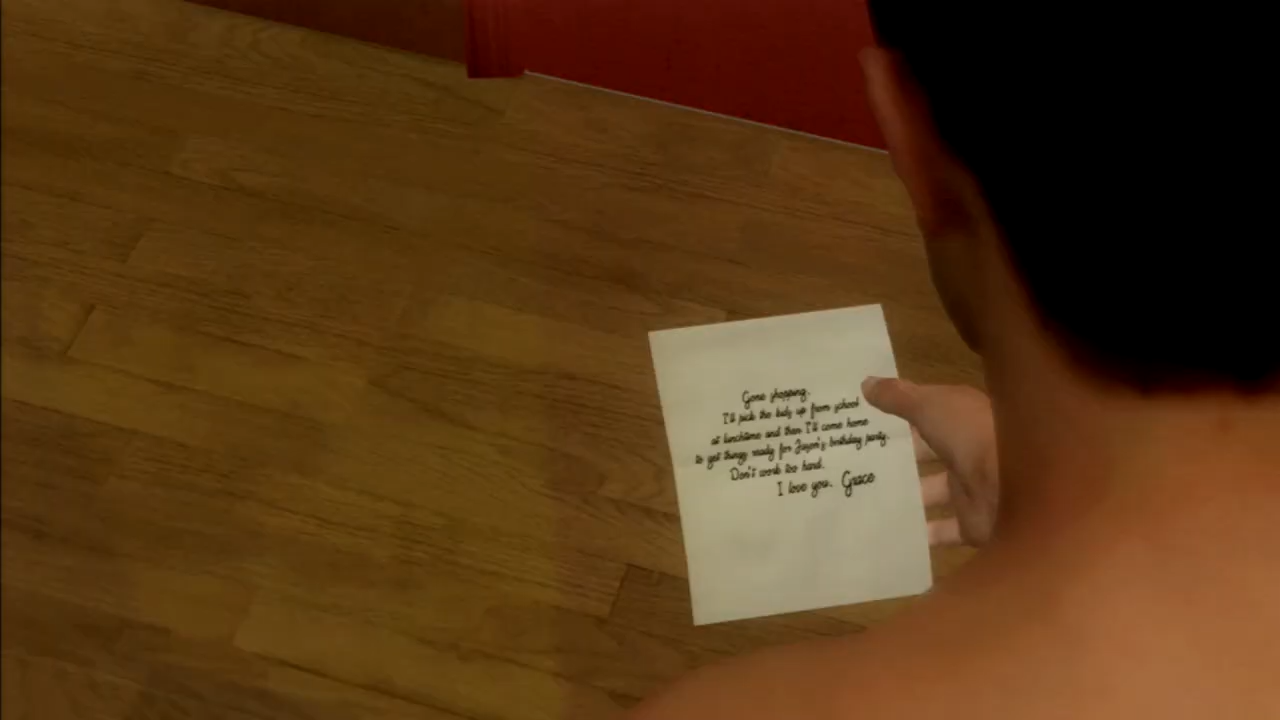 Gone shopping.
I'll pick the kids up from school
at lunchtime and then I'll come home
to get things ready for Jason's birthday party.
Don't work too hard.
I love you. Grace